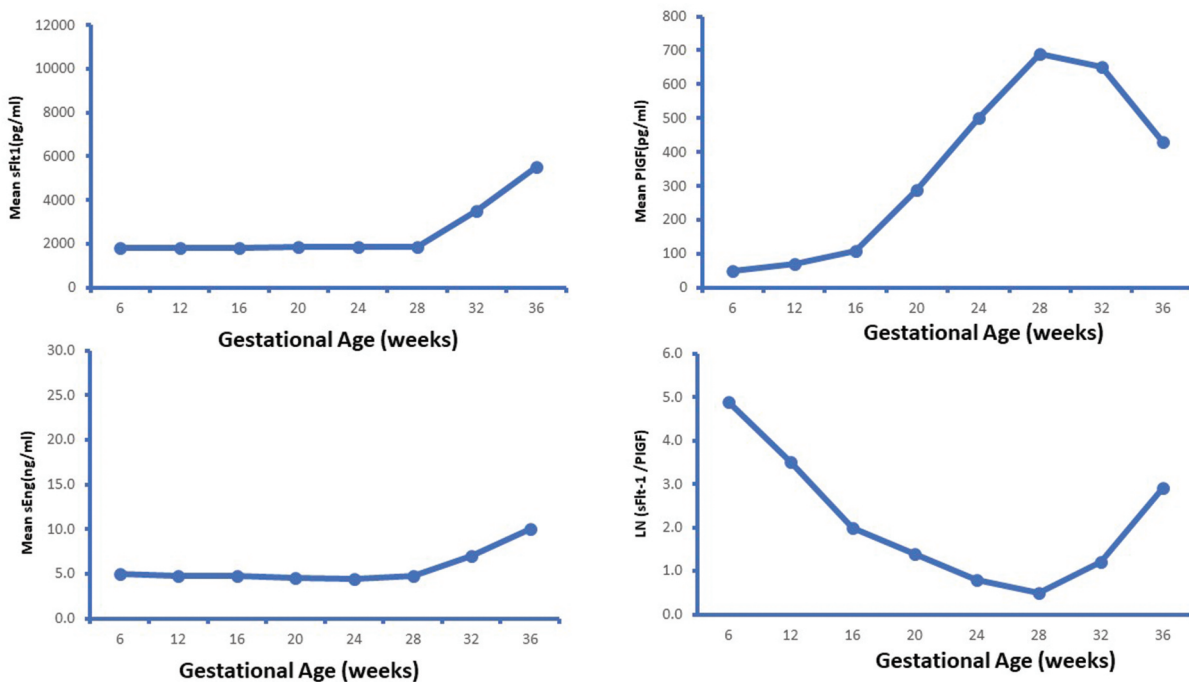 12000
10000
8000
6000
4000
2000
0
Mean sFlt1(pg/ml)
6 12 16 20 24 28 32 36
Gestational Age (weeks)
800
700
600
500
400
300
200
100
0
Mean PIGF(pg/ml)
6 12 16 20 24 28 32 36
Gestational Age (weeks)
30.0
25.0
20.0
15.0
10.0
5.0
0.0
Mean sEng(ng/ml)
6 12 16 20 24 28 32 36
Gestational Age (weeks)
6.0
5.0
4.0
3.0
2.0
1.0
0.0
LN (sFlt-1 /PIGF)
6 12 16 20 24 28 32 36
Gestational Age (weeks)